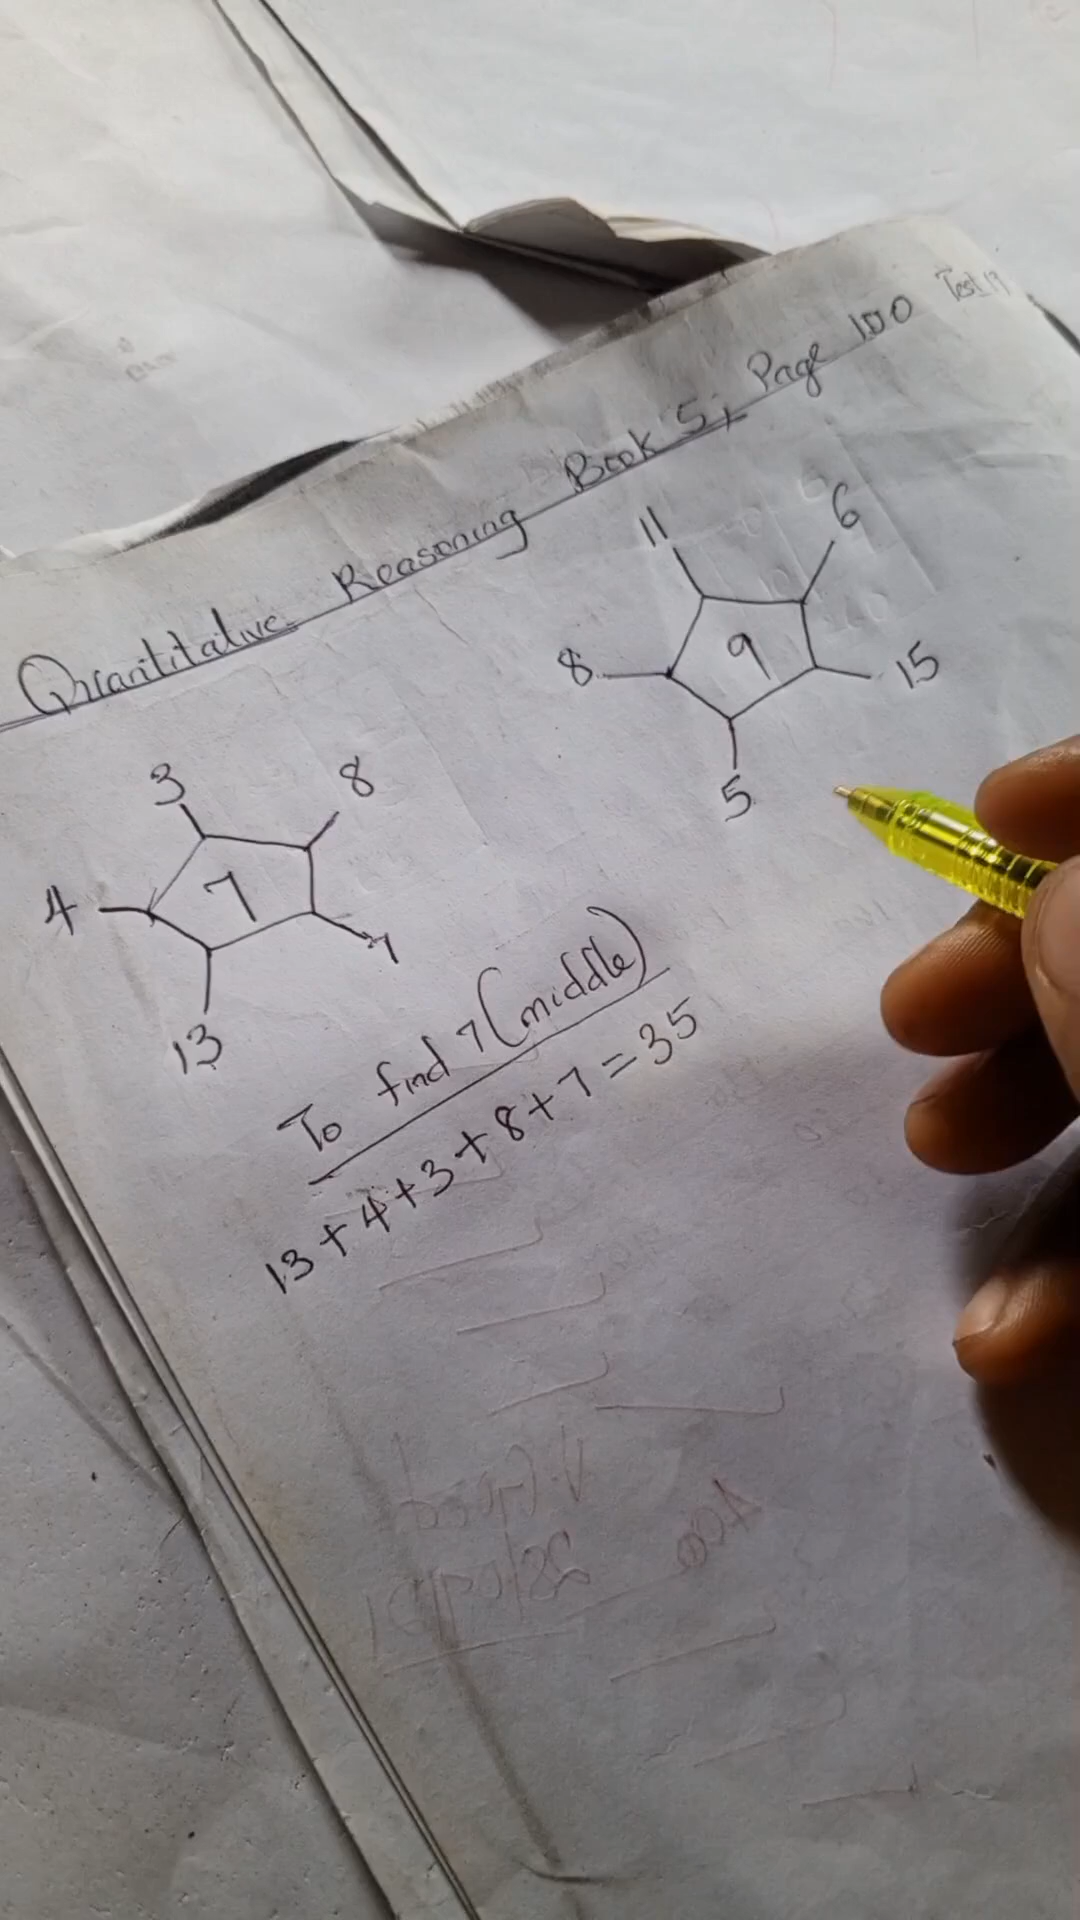 Quantitative Reasoning Book 5, Page 100 Test 19
11 6
8 9 15
5
3 8
4 7 7
13
To find 7 (middle)
13 + 4 + 3 + 8 + 7 = 35